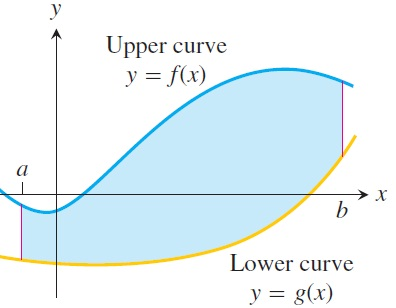 y
Upper curve
y = f(x)
a
x
b
Lower curve
y = g(x)